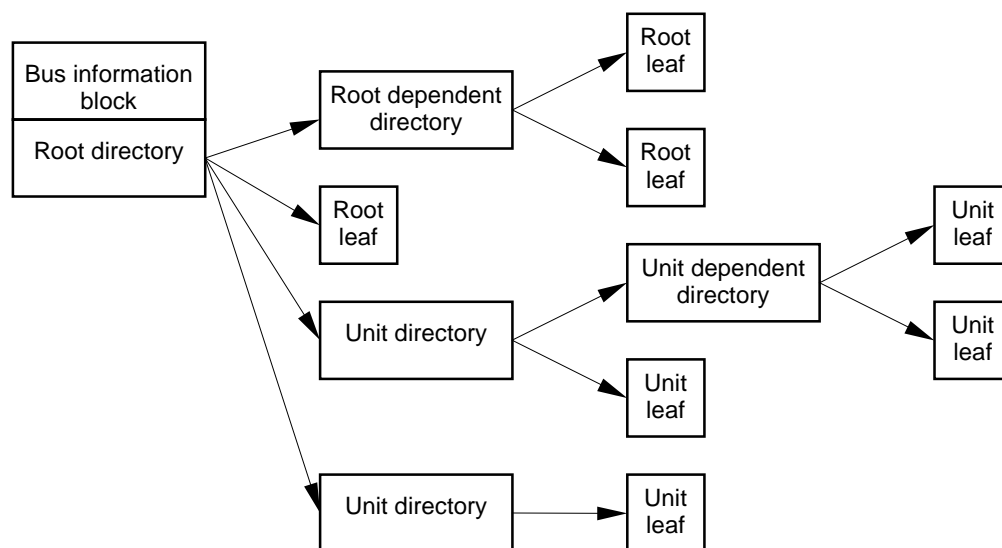 Bus information
block
Root directory
Root dependent
directory
Root
leaf
Root
leaf
Root
leaf
Unit directory
Unit dependent
directory
Unit
leaf
Unit
leaf
Unit
leaf
Unit directory
Unit
leaf